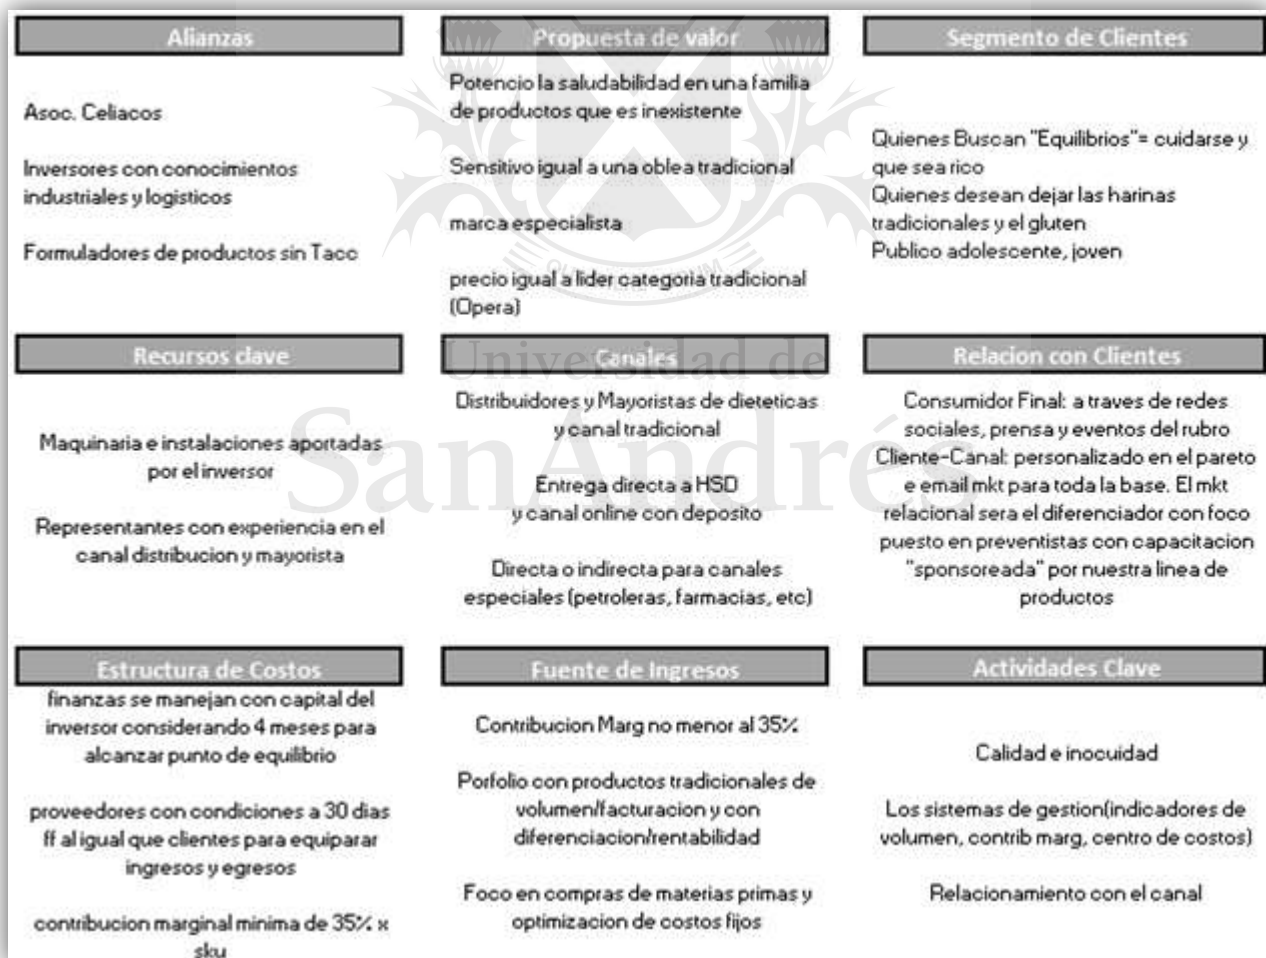 Alianzas
Asoc. Celiacos
Inversores con conocimientos
industriales y logisticos
Formuladores de productos sin Tacc
Propuesta de valor
Potencio la saludabilidad en una familia
de productos que es inexistente
Sensitivo igual a una oblea tradicional
marca especialista
precio igual a lider categoria tradicional
(Opera)
Segmento de Clientes
Quienes Buscan "Equilibrios"= cuidarse y
que sea rico
Quienes desean dejar las harinas
tradicionales y el gluten
Publico adolescente, joven
Recursos clave
Maquinaria e instalaciones aportadas
por el inversor
Representantes con experiencia en el
canal distribucion y mayorista
Canales
Distribuidores y Mayoristas de dieteticas
y canal tradicional
Entrega directa a HSD
y canal online con deposito
Directa o indirecta para canales
especiales (petroleras, farmacias, etc)
Relacion con Clientes
Consumidor Final: a traves de redes
sociales, prensa y eventos del rubro
Cliente-Canal: personalizado en el pareto
e email mkt para toda la base. El mkt
relacional sera el diferenciador con foco
puesto en preventistas con capacitacion
"sponsoreada" por nuestra linea de
productos
Estructura de Costos
finanzas se manejan con capital del
inversor considerando 4 meses para
alcanzar punto de equilibrio
proveedores con condiciones a 30 dias
ff al igual que clientes para equiparar
ingresos y egresos
contribucion marginal minima de 35% x
sku
Fuente de Ingresos
Contribucion Marg no menor al 35%
Porfolio con productos tradicionales de
volumen/facturacion y con
diferenciacion/rentabilidad
Foco en compras de materias primas y
optimizacion de costos fijos
Actividades Clave
Calidad e inocuidad
Los sistemas de gestion(indicadores de
volumen, contrib marg, centro de costos)
Relacionamiento con el canal
Universidad de
SanAndrés